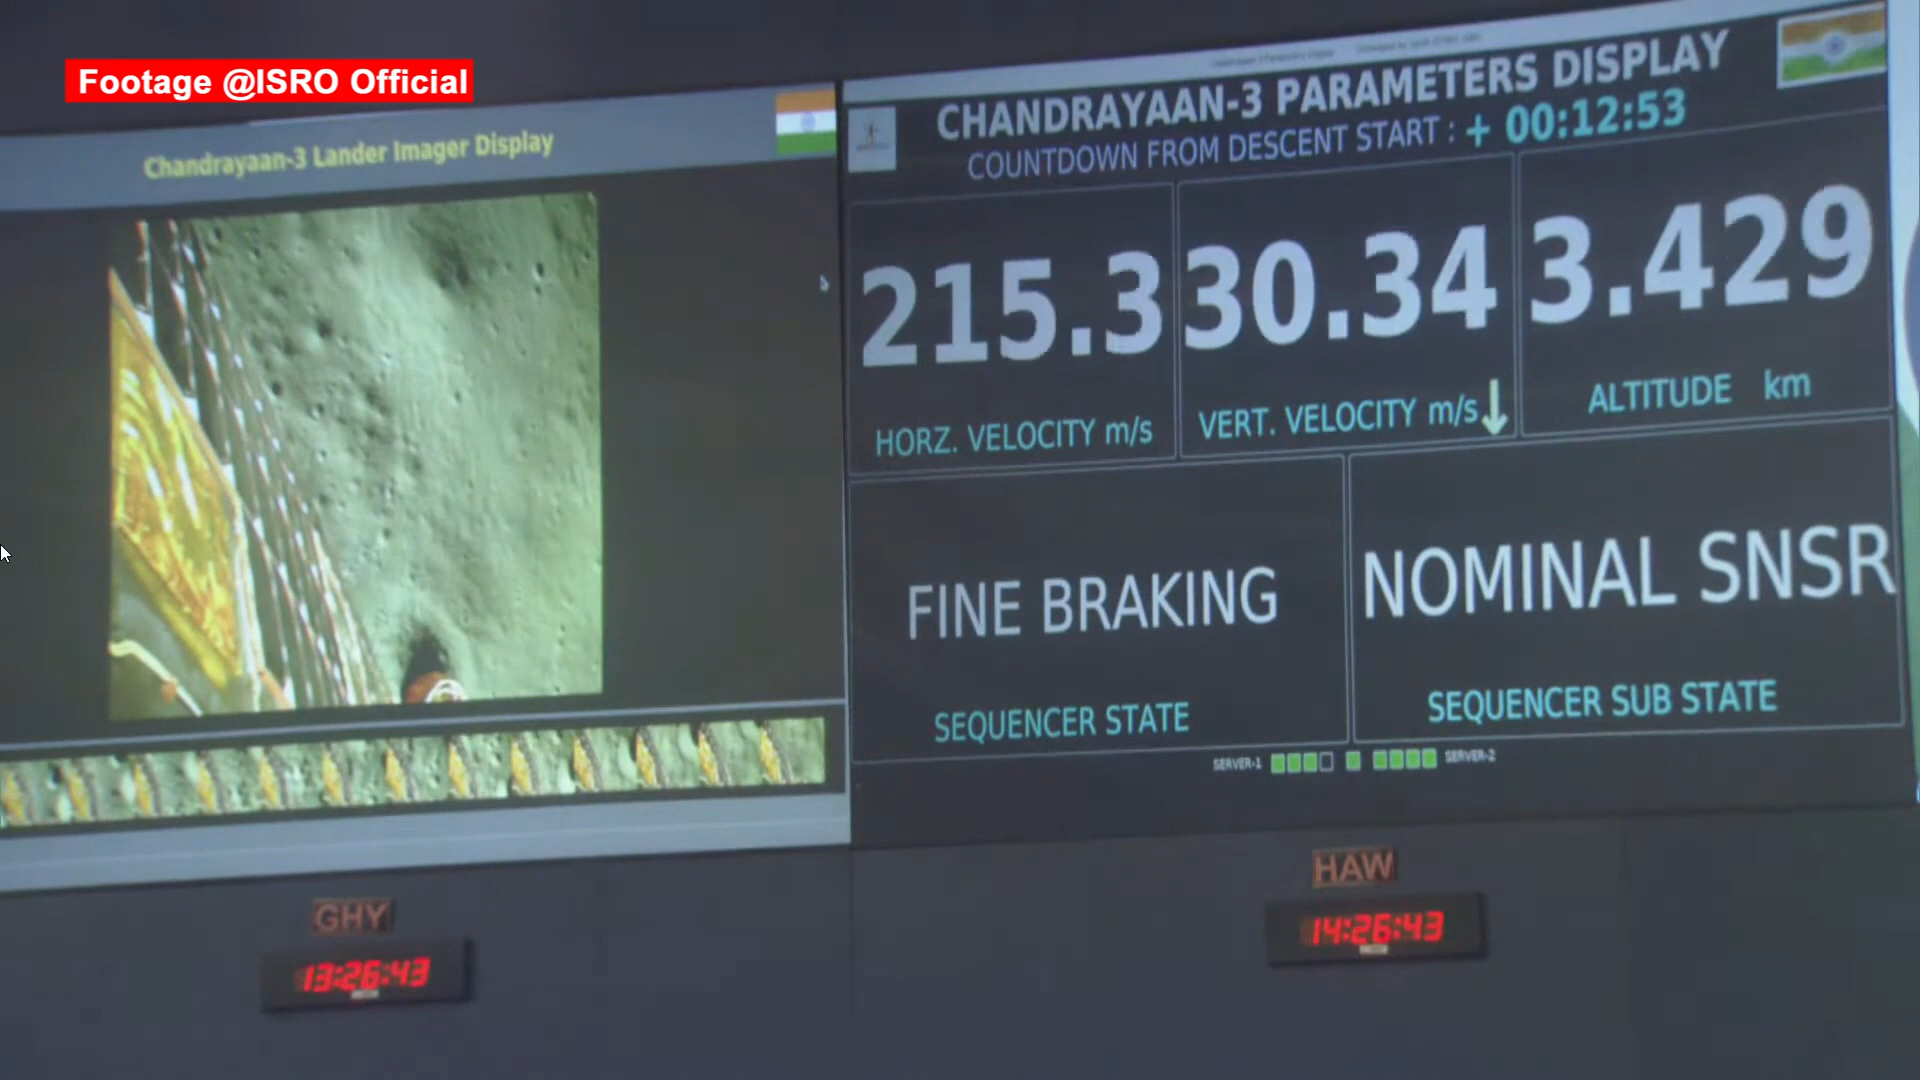 Footage @ISRO Official
Chandrayaan-3 Lander Imager Display
CHANDRAYAAN-3 PARAMETERS DISPLAY
COUNTDOWN FROM DESCENT START : + 00:12:53
215.3 30.34 3.429
HORZ. VELOCITY m/s VERT. VELOCITY m/s ALTITUDE km
FINE BRAKING NOMINAL SNSR
SEQUENCER STATE SEQUENCER SUB STATE
SERVER-1 SERVER-2
GHY
13:26:43
HAW
14:26:43